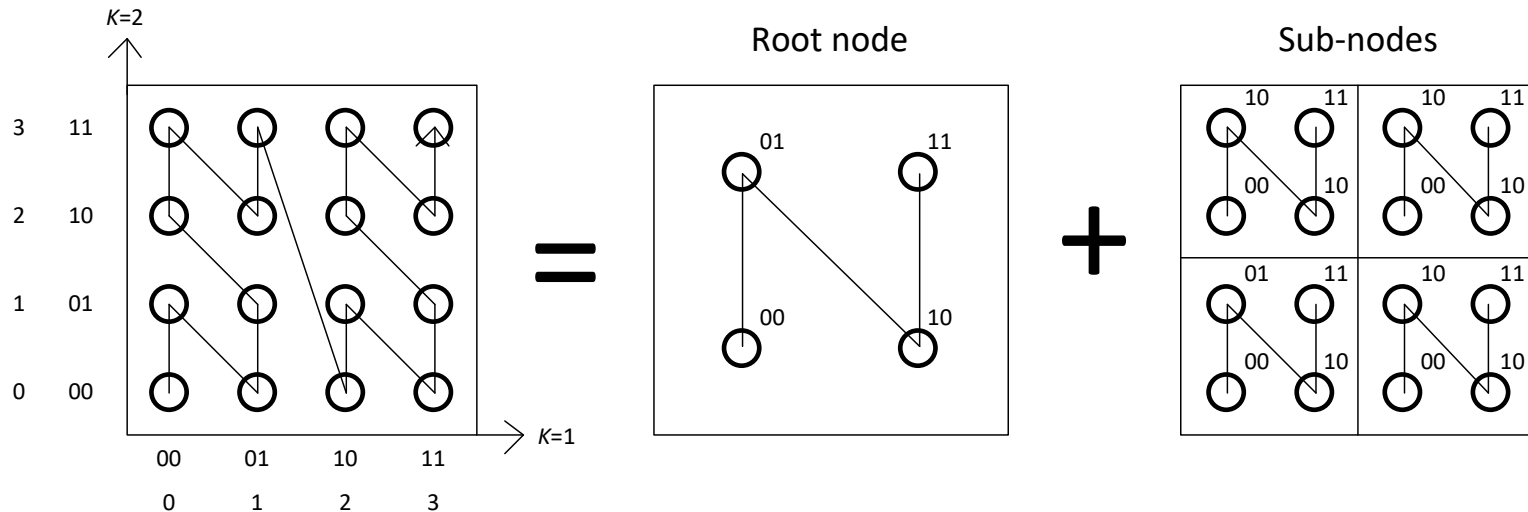 K=2
Root node
Sub-nodes
3 11
2 10
1 01
0 00
K=1
00 01 10 11
0 1 2 3
01 11
00 10
10 11 10 11
00 10 00 10
01 11 10 11
00 10 00 10
=
+